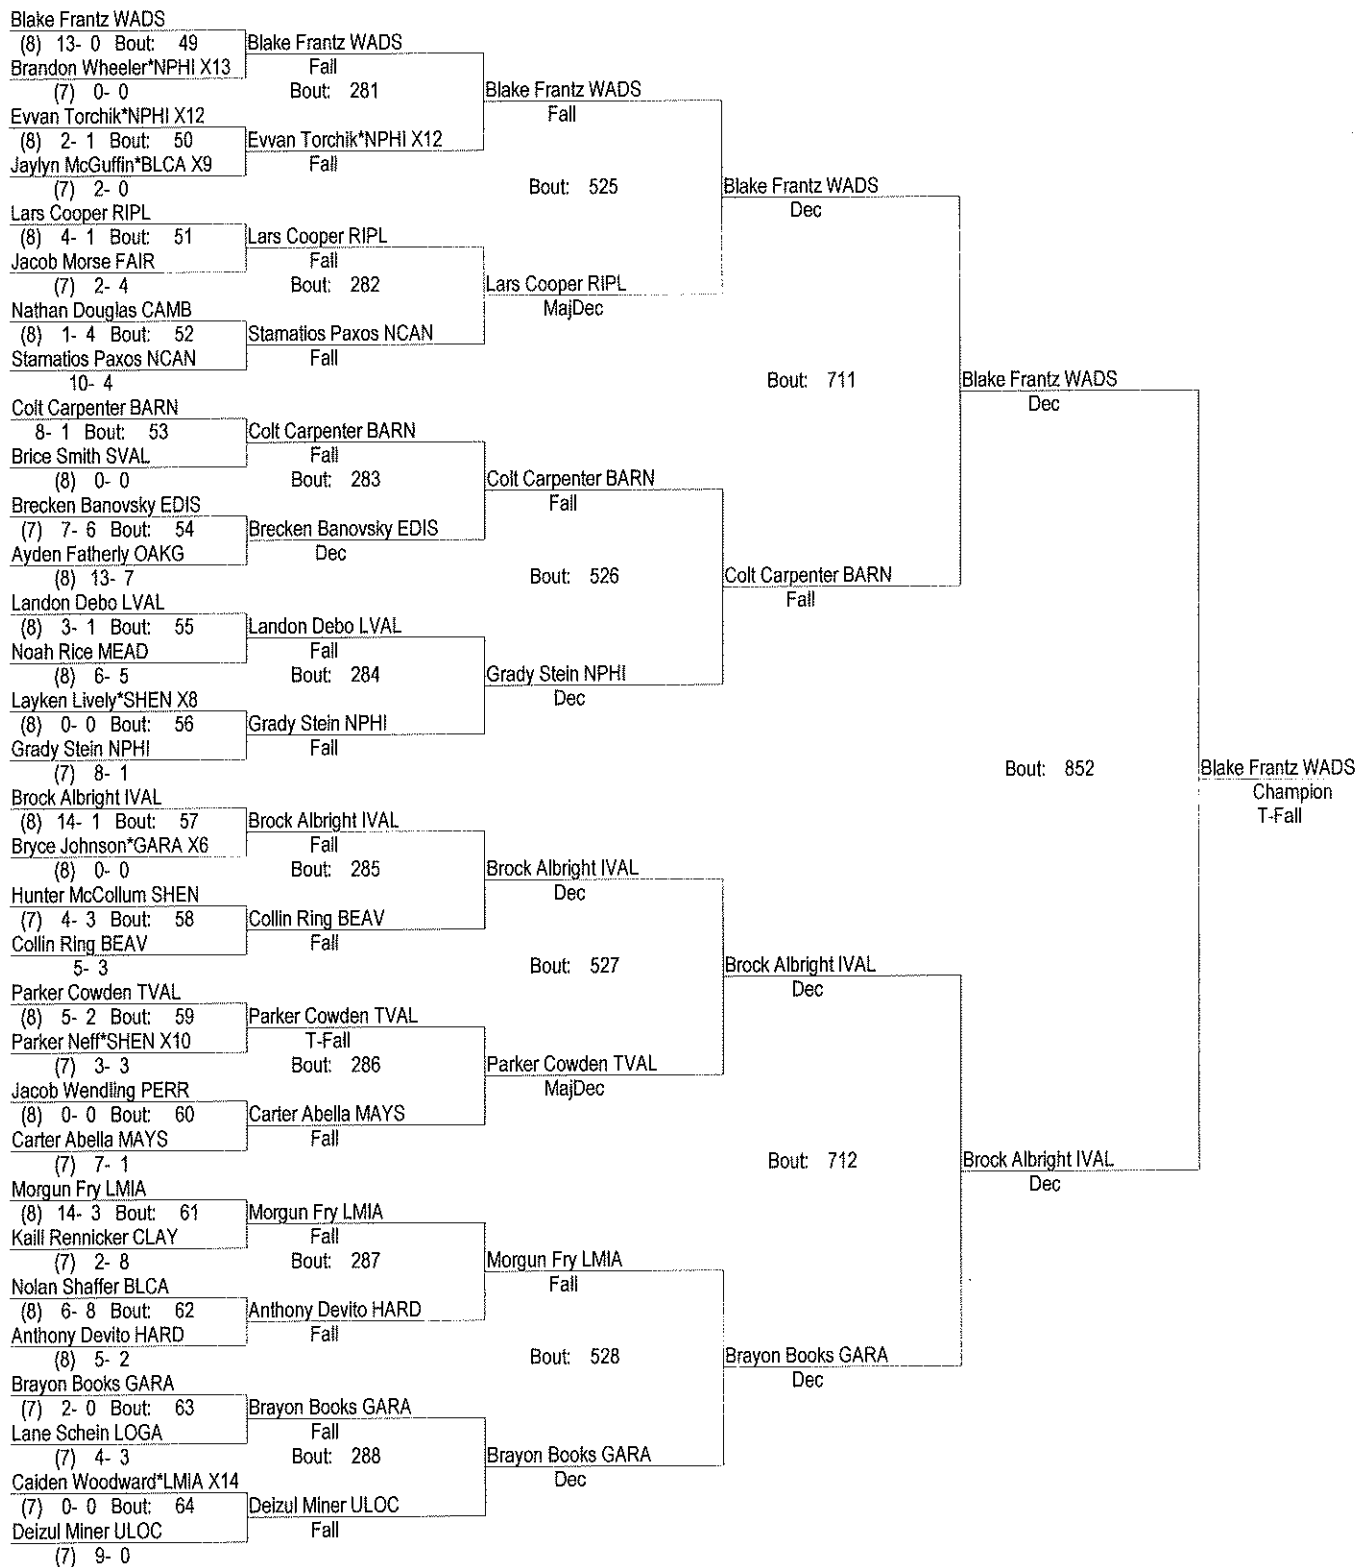 Blake Frantz WADS
(8) 13- 0 Bout: 49
Brandon Wheeler*NPHI X13
(7) 0- 0
Evvan Torchik*NPHI X12
(8) 2- 1 Bout: 50
Jaylyn McGuffin*BLCA X9
(7) 2- 0
Lars Cooper RIPL
(8) 4- 1 Bout: 51
Jacob Morse FAIR
(7) 2- 4
Nathan Douglas CAMB
(8) 1- 4 Bout: 52
Stamatios Paxos NCAN
10- 4
Colt Carpenter BARN
8- 1 Bout: 53
Brice Smith SVAL
(8) 0- 0
Brecken Banovsky EDIS
(7) 7- 6 Bout: 54
Ayden Fatherly OAKG
(8) 13- 7
Landon Debo LVAL
(8) 3- 1 Bout: 55
Noah Rice MEAD
(8) 6- 5
Layken Lively*SHEN X8
(8) 0- 0 Bout: 56
Grady Stein NPHI
(7) 8- 1
Brock Albright IVAL
(8) 14- 1 Bout: 57
Bryce Johnson*GARA X6
(8) 0- 0
Hunter McCollum SHEN
(7) 4- 3 Bout: 58
Collin Ring BEAV
5- 3
Parker Cowden TVAL
(8) 5- 2 Bout: 59
Parker Neff*SHEN X10
(7) 3- 3
Jacob Wendling PERR
(8) 0- 0 Bout: 60
Carter Abella MAYS
(7) 7- 1
Morgun Fry LMIA
(8) 14- 3 Bout: 61
Kaili Rennicker CLAY
(7) 2- 8
Nolan Shaffer BLCA
(8) 6- 8 Bout: 62
Anthony Devito HARD
(8) 5- 2
Brayon Books GARA
(7) 2- 0 Bout: 63
Lane Schein LOGA
(7) 4- 3
Caiden Woodward*LMIA X14
(7) 0- 0 Bout: 64
Deizul Miner ULOC
(7) 9- 0
Blake Frantz WADS
Fall
Bout: 281
Evvan Torchik*NPHI X12
Fall
Lars Cooper RIPL
Fall
Bout: 282
Stamatios Paxos NCAN
Fall
Colt Carpenter BARN
Fall
Bout: 283
Brecken Banovsky EDIS
Dec
Landon Debo LVAL
Fall
Bout: 284
Grady Stein NPHI
Fall
Brock Albright IVAL
Fall
Bout: 285
Collin Ring BEAV
Fall
Parker Cowden TVAL
T-Fall
Bout: 286
Carter Abella MAYS
Fall
Morgun Fry LMIA
Fall
Bout: 287
Anthony Devito HARD
Fall
Brayon Books GARA
Fall
Bout: 288
Deizul Miner ULOC
Fall
Blake Frantz WADS
Fall
Bout: 525
Lars Cooper RIPL
MajDec
Colt Carpenter BARN
Fall
Bout: 526
Grady Stein NPHI
Dec
Brock Albright IVAL
Dec
Bout: 527
Parker Cowden TVAL
MajDec
Morgun Fry LMIA
Fall
Bout: 528
Brayon Books GARA
Dec
Blake Frantz WADS
Dec
Bout: 711
Colt Carpenter BARN
Fall
Brock Albright IVAL
Dec
Bout: 712
Brayon Books GARA
Dec
Blake Frantz WADS
Dec
Bout: 852
Brock Albright IVAL
Dec
Blake Frantz WADS
Champion
T-Fall